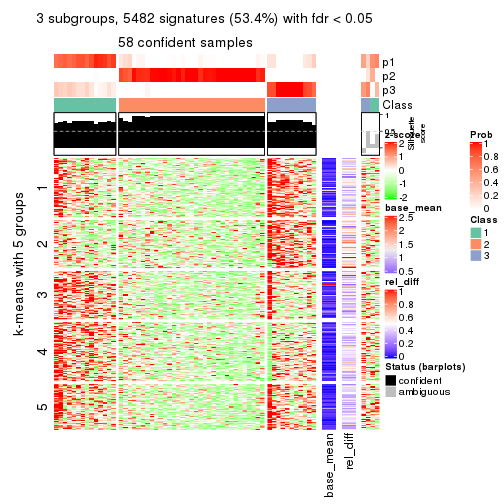 3 subgroups, 5482 signatures (53.4%) with fdr < 0.05
58 confident samples
p1
p2
p3
Class
1
0.5
Silhouette
score
z-score
2
1
0
-1
-2
base_mean
2.5
1.5
0.5
rel_diff
1
0.8
0.6
0.4
0.2
0
Status (barplots)
confident
ambiguous
Prob
1
0.8
0.6
0.4
0.2
0
Class
1
2
3
k-means with 5 groups
1
2
3
4
5
base_mean
rel_diff